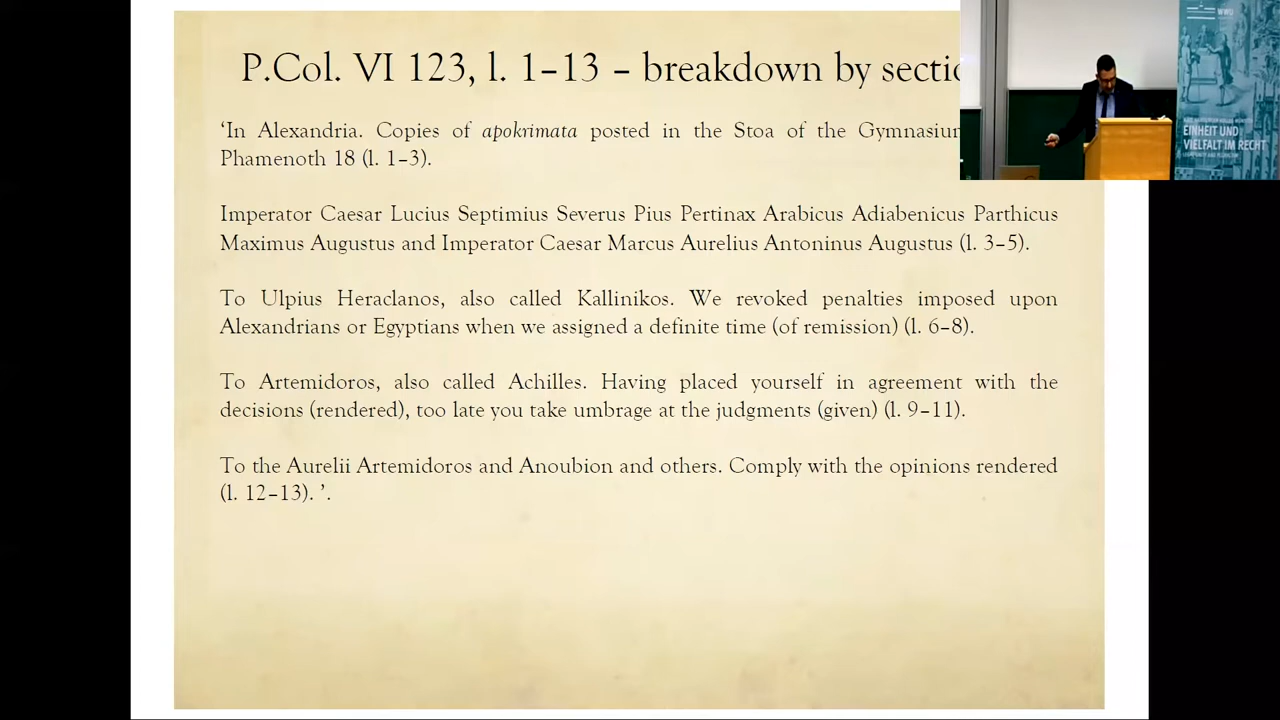 P.Col. VI 123, l. 1–13 – breakdown by sectio
‘In Alexandria. Copies of apokrimata posted in the Stoa of the Gymnasium
Phamenoth 18 (l. 1–3).
Imperator Caesar Lucius Septimius Severus Pius Pertinax Arabicus Adiabenicus Parthicus
Maximus Augustus and Imperator Caesar Marcus Aurelius Antoninus Augustus (l. 3–5).
To Ulpius Heraclanos, also called Kallinikos. We revoked penalties imposed upon
Alexandrians or Egyptians when we assigned a definite time (of remission) (l. 6–8).
To Artemidoros, also called Achilles. Having placed yourself in agreement with the
decisions (rendered), too late you take umbrage at the judgments (given) (l. 9–11).
To the Aurelii Artemidoros and Anoubion and others. Comply with the opinions rendered
(l. 12–13). ’.
WWU
EINHEIT UND
VIELFALT IM RECHT